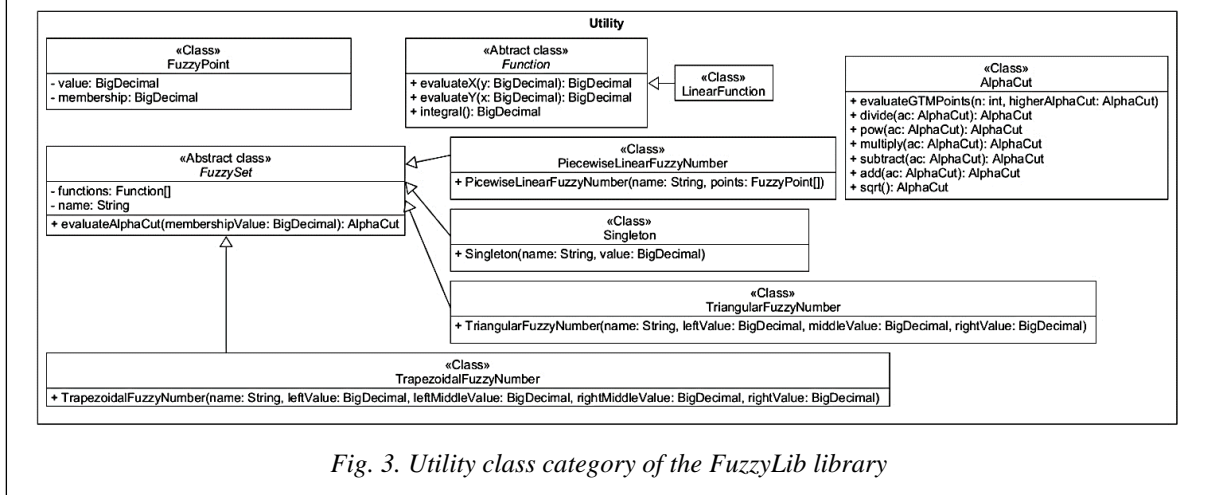 Utility
«Class»
FuzzyPoint
- value: BigDecimal
- membership: BigDecimal
«Abtract class»
Function
+ evaluateX(y: BigDecimal): BigDecimal
+ evaluateY(x: BigDecimal): BigDecimal
+ integral(): BigDecimal
«Class»
LinearFunction
«Class»
AlphaCut
+ evaluateGTMPoints(n: int, higherAlphaCut: AlphaCut)
+ divide(ac: AlphaCut): AlphaCut
+ pow(ac: AlphaCut): AlphaCut
+ multiply(ac: AlphaCut): AlphaCut
+ subtract(ac: AlphaCut): AlphaCut
+ add(ac: AlphaCut): AlphaCut
+ sqrt(): AlphaCut
«Abstract class»
FuzzySet
- functions: Function[]
- name: String
+ evaluateAlphaCut(membershipValue: BigDecimal): AlphaCut
«Class»
PiecewiseLinearFuzzyNumber
+ PicewiseLinearFuzzyNumber(name: String, points: FuzzyPoint[])
«Class»
Singleton
+ Singleton(name: String, value: BigDecimal)
«Class»
TriangularFuzzyNumber
+ TriangularFuzzyNumber(name: String, leftValue: BigDecimal, middleValue: BigDecimal, rightValue: BigDecimal)
«Class»
TrapezoidalFuzzyNumber
+ TrapezoidalFuzzyNumber(name: String, leftValue: BigDecimal, leftMiddleValue: BigDecimal, rightMiddleValue: BigDecimal, rightValue: BigDecimal)
Fig. 3. Utility class category of the FuzzyLib library